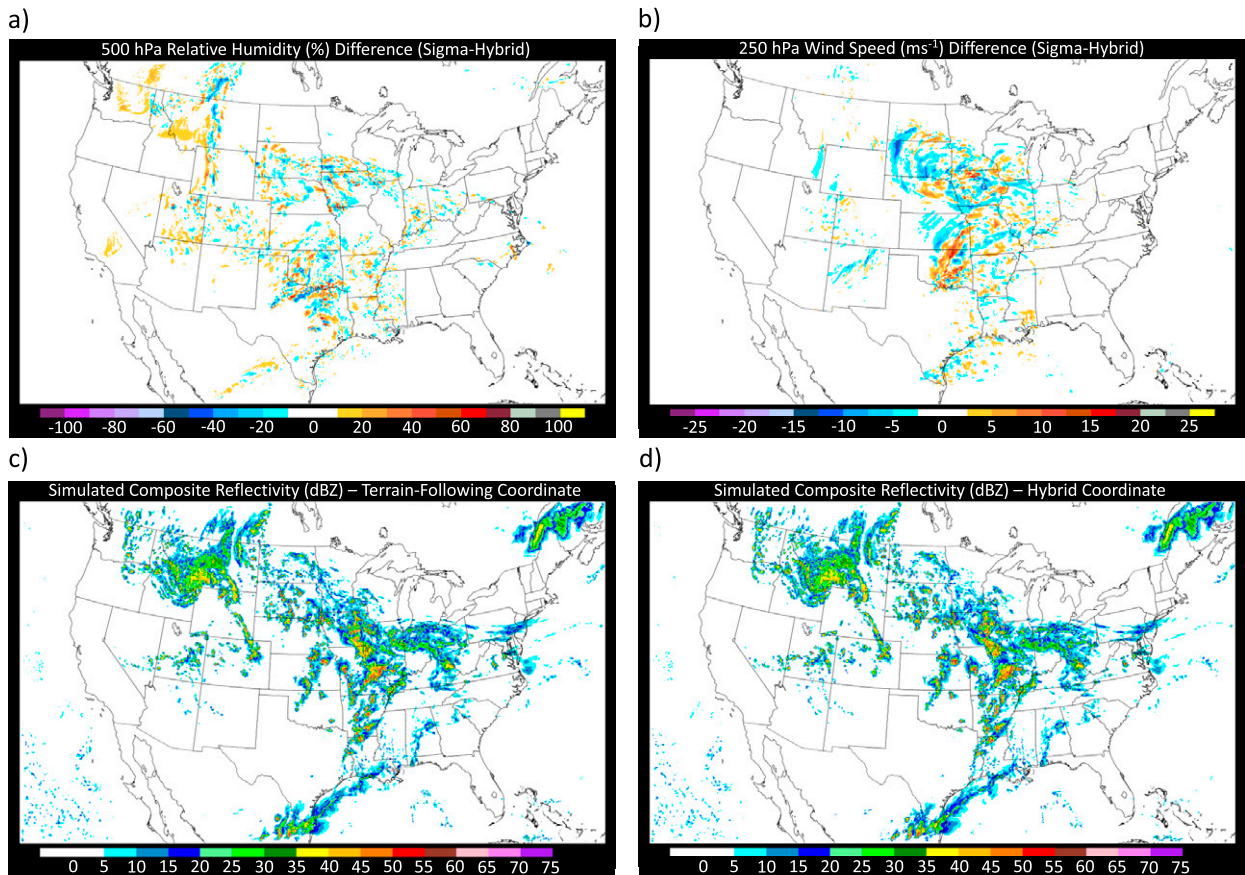 a)
500 hPa Relative Humidity (%) Difference (Sigma-Hybrid)
-100 -80 -60 -40 -20 0 20 40 60 80 100
b)
250 hPa Wind Speed (ms⁻¹) Difference (Sigma-Hybrid)
-25 -20 -15 -10 -5 0 5 10 15 20 25
c)
Simulated Composite Reflectivity (dBZ) – Terrain-Following Coordinate
0 5 10 15 20 25 30 35 40 45 50 55 60 65 70 75
d)
Simulated Composite Reflectivity (dBZ) – Hybrid Coordinate
0 5 10 15 20 25 30 35 40 45 50 55 60 65 70 75